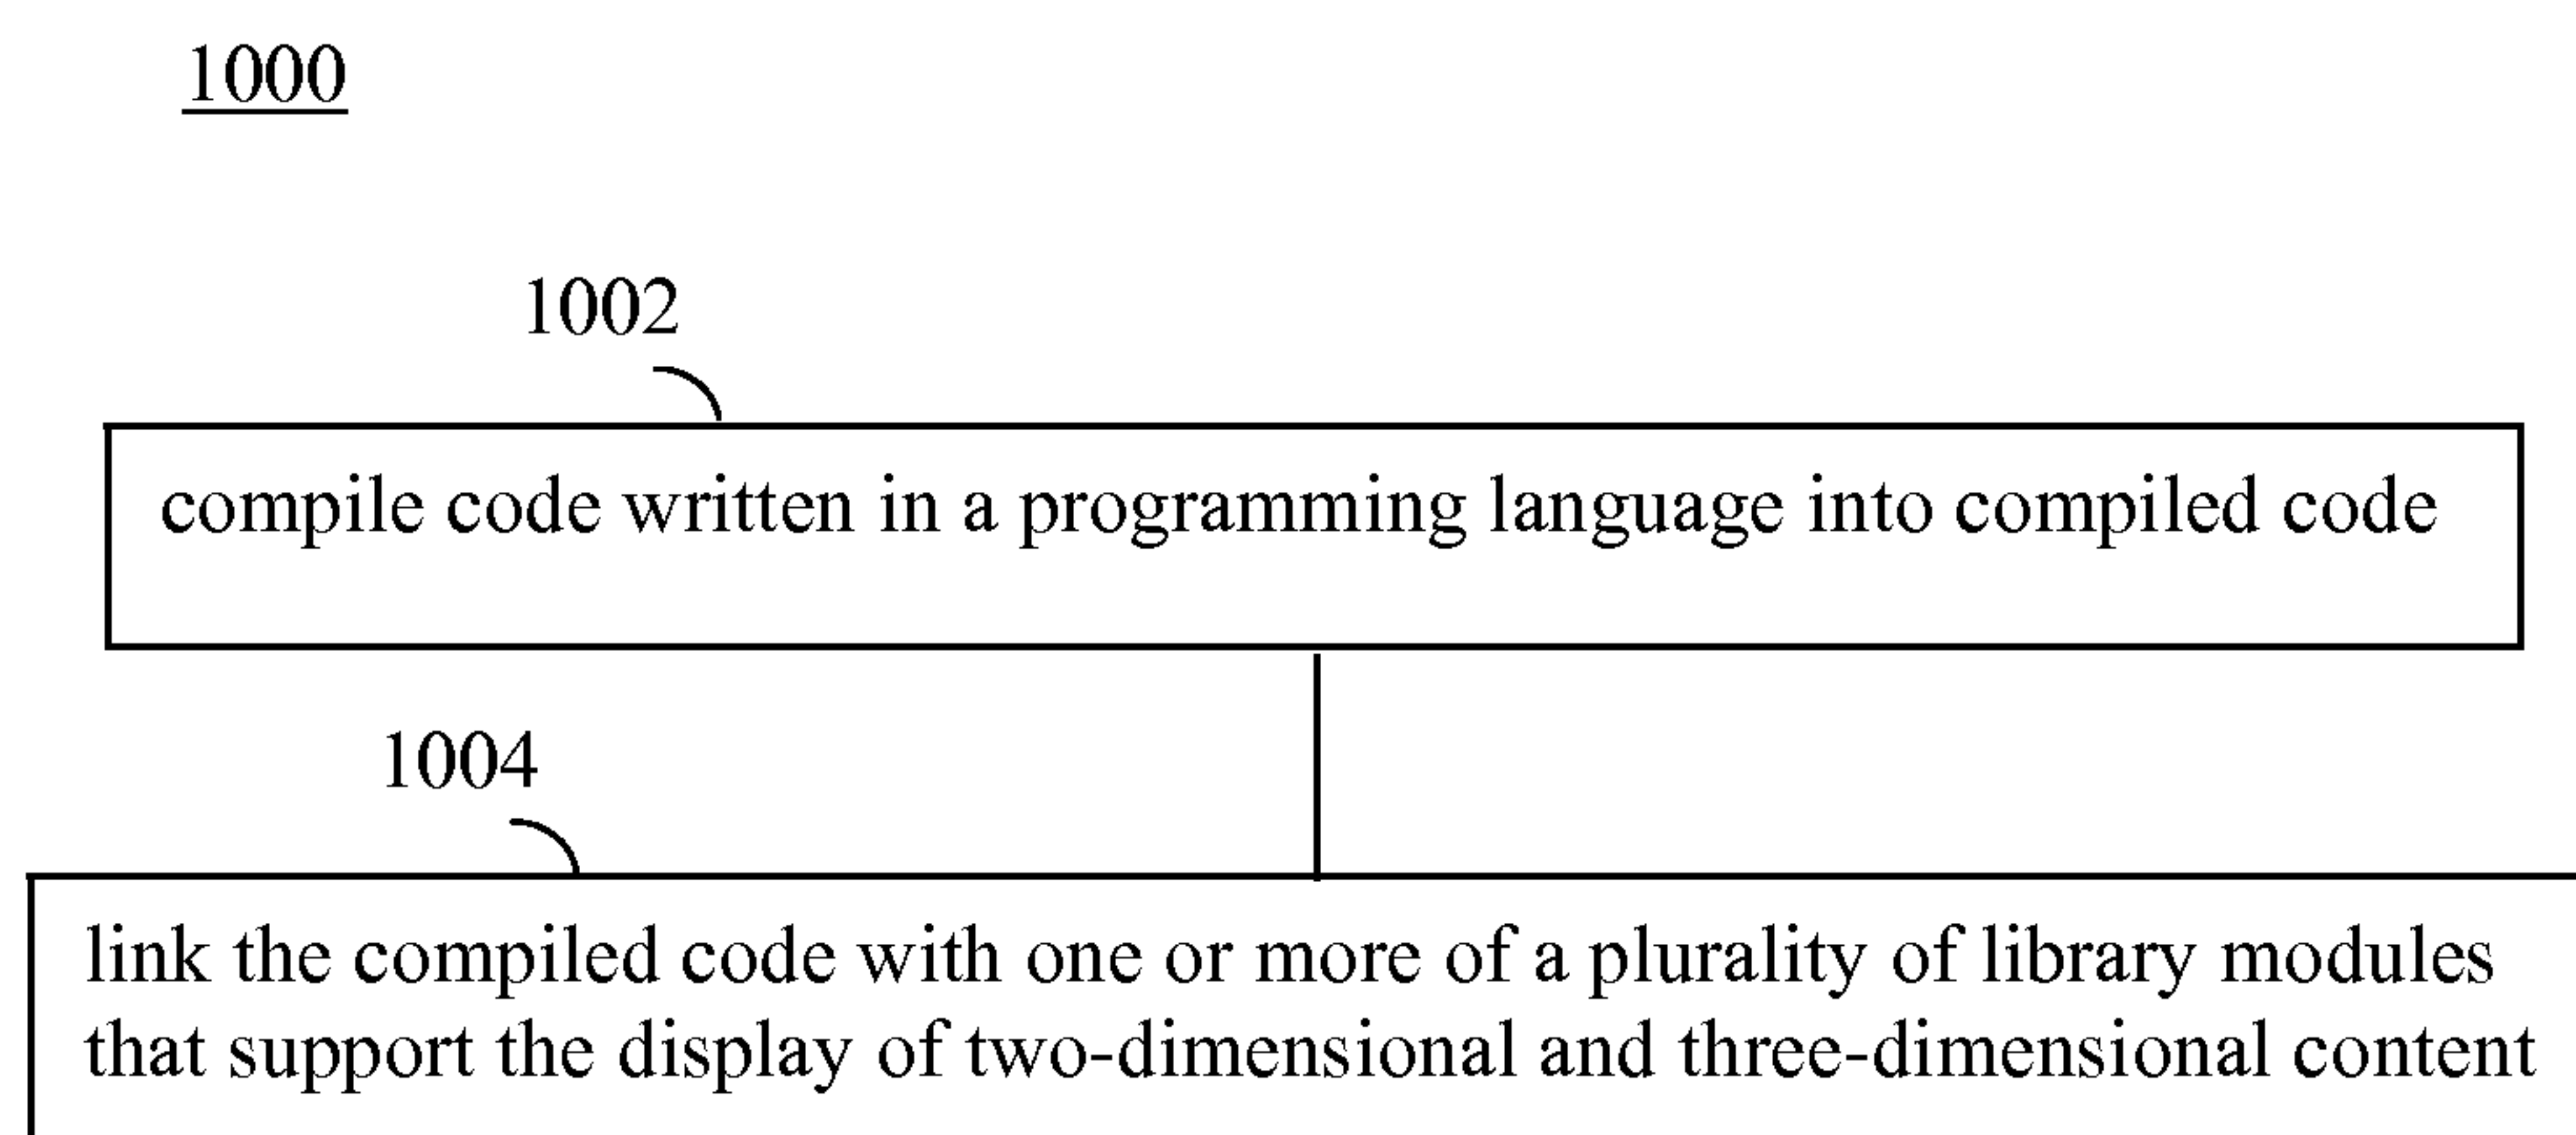 1000
1002
compile code written in a programming language into compiled code
1004
link the compiled code with one or more of a plurality of library modules
that support the display of two-dimensional and three-dimensional content